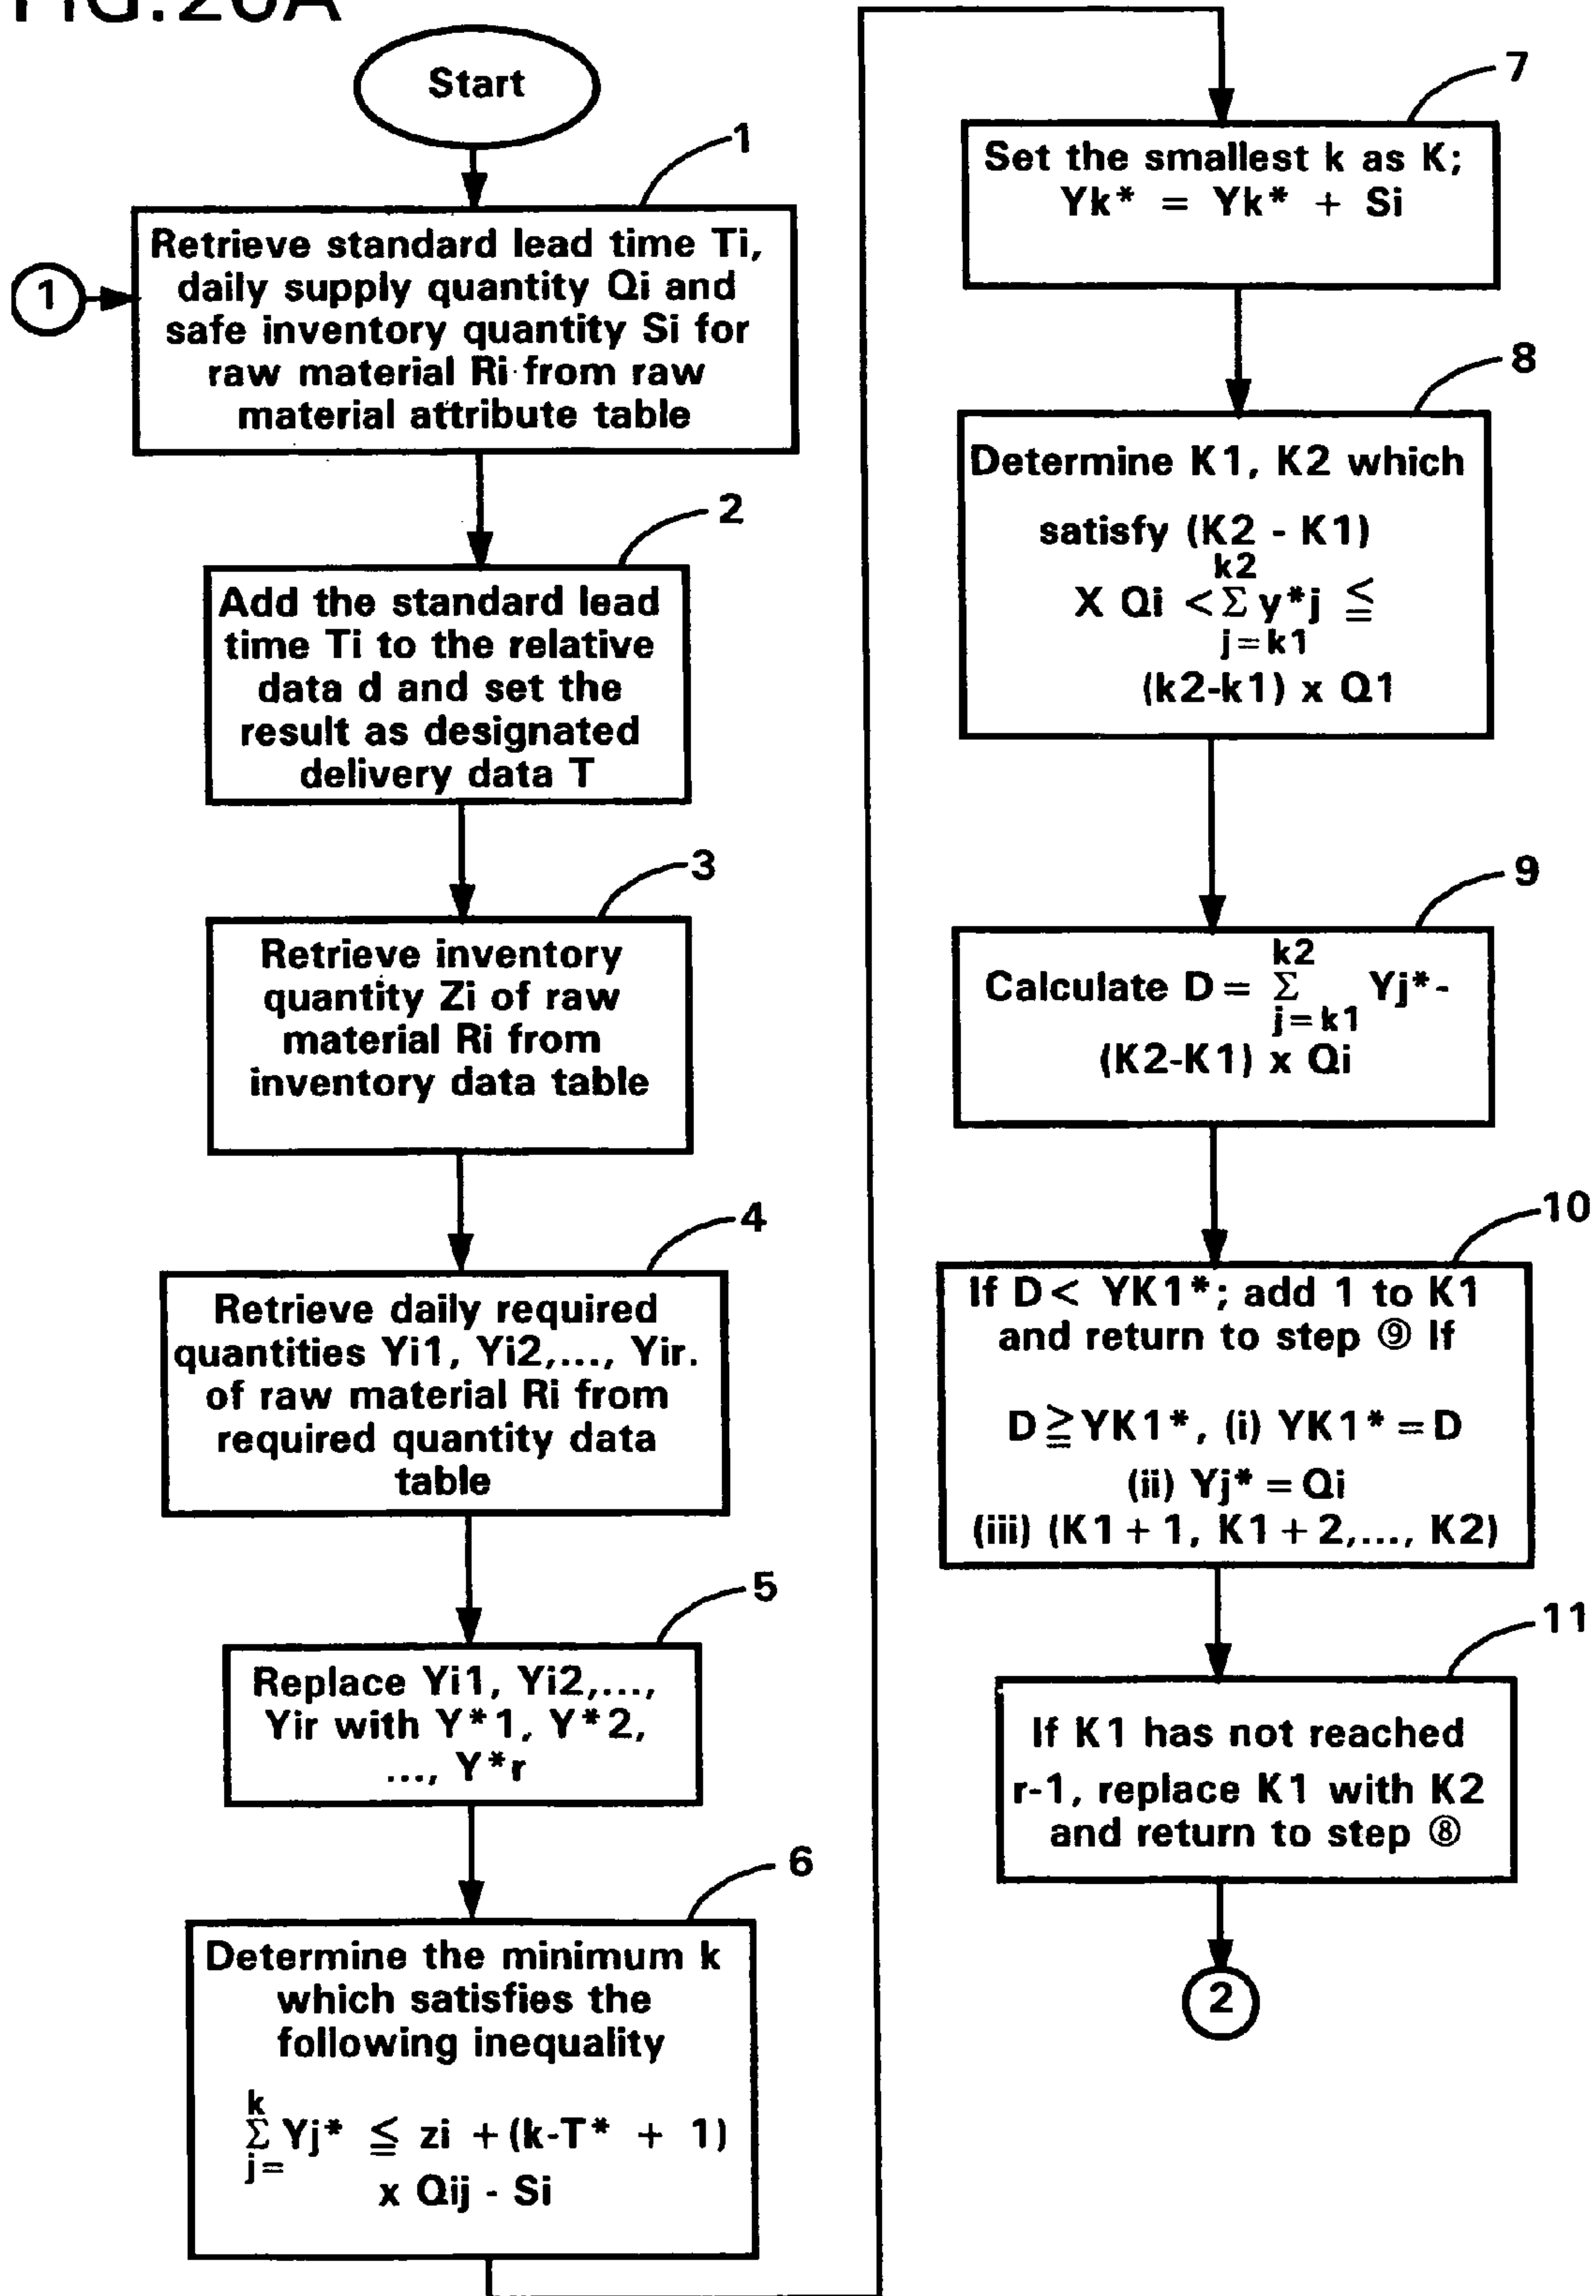 FIG.20A
Start
1
1
Retrieve standard lead time Ti,
daily supply quantity Qi and
safe inventory quantity Si for
raw material Ri from raw
material attribute table
2
Add the standard lead
time Ti to the relative
data d and set the
result as designated
delivery data T
3
Retrieve inventory
quantity Zi of raw
material Ri from
inventory data table
4
Retrieve daily required
quantities Yi1, Yi2,..., Yir.
of raw material Ri from
required quantity data
table
5
Replace Yi1, Yi2,...,
Yir with Y*1, Y*2,
..., Y*r
6
Determine the minimum k
which satisfies the
following inequality
k
Σ Yj* ≦ zi + (k-T* + 1)
j=
x Qij - Si
7
Set the smallest k as K;
Yk* = Yk* + Si
8
Determine K1, K2 which
satisfy (K2 - K1)
k2
X Qi < Σ y*j ≦
j=k1
(k2-k1) x Q1
9
k2
Calculate D = Σ Yj* -
j=k1
(K2-K1) x Qi
10
If D < YK1*; add 1 to K1
and return to step ⑨ If
D ≧ YK1*, (i) YK1* = D
(ii) Yj* = Qi
(iii) (K1 + 1, K1 + 2,..., K2)
11
If K1 has not reached
r-1, replace K1 with K2
and return to step ⑧
2